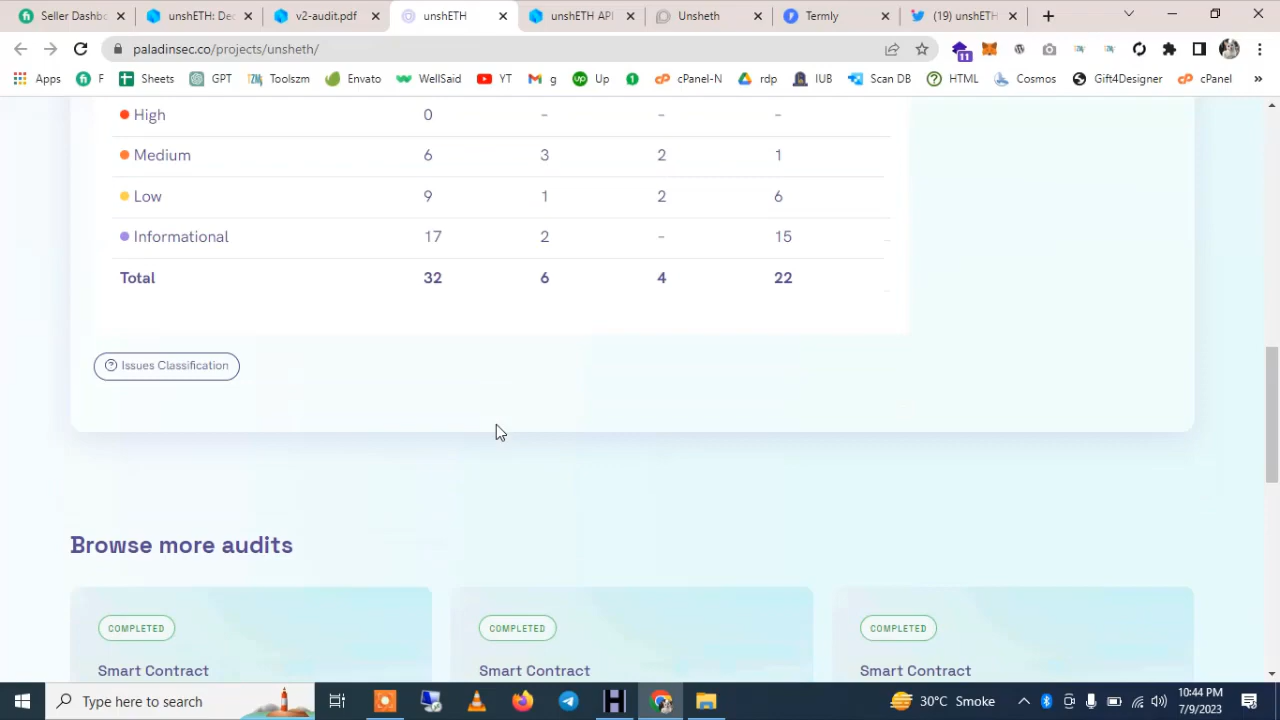 Seller Dashbo
unshETH: Dec
v2-audit.pdf
unshETH
unshETH API
Unsheth
Termly
(19) unshETH
paladinsec.co/projects/unsheth/
11
Apps
F
Sheets
GPT
Toolszm
Envato
WellSaid
YT
g
Up
cPanel-N
rdp
IUB
Scan DB
HTML
Cosmos
Gift4Designer
cPanel
»
High 0 - - -
Medium 6 3 2 1
Low 9 1 2 6
Informational 17 2 - 15
Total 32 6 4 22
Issues Classification
Browse more audits
COMPLETED COMPLETED COMPLETED
Smart Contract Smart Contract Smart Contract
Type here to search
30°C Smoke
10:44 PM
7/9/2023